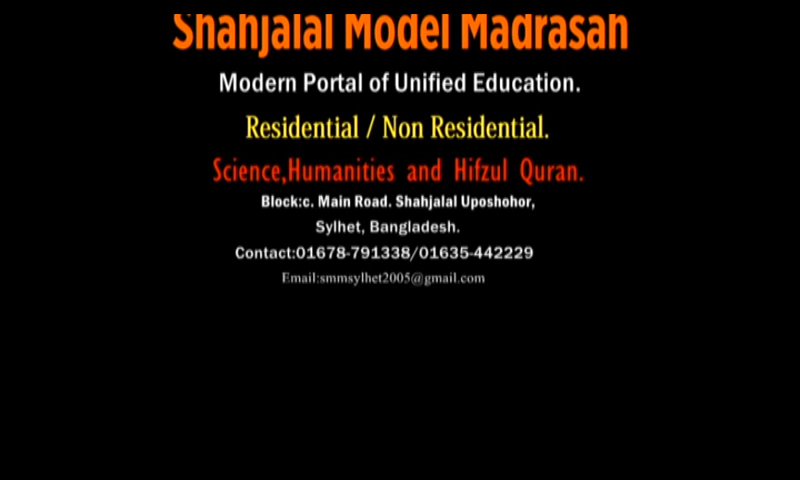 Shahjalal Model Madrasah
Modern Portal of Unified Education.
Residential / Non Residential.
Science,Humanities and Hifzul Quran.
Block:c. Main Road. Shahjalal Uposhohor,
Sylhet, Bangladesh.
Contact:01678-791338/01635-442229
Email:smmsylhet2005@gmail.com